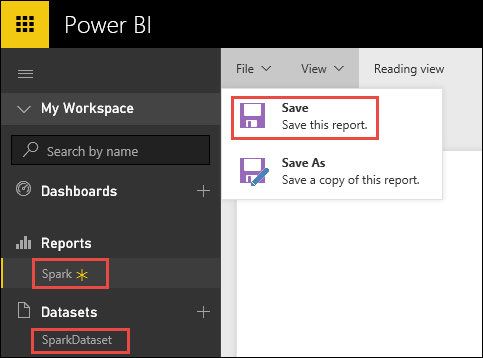 Power BI
File View Reading view
My Workspace
Search by name
Dashboards
Reports
Spark
Datasets
SparkDataset
Save
Save this report.
Save As
Save a copy of this report.